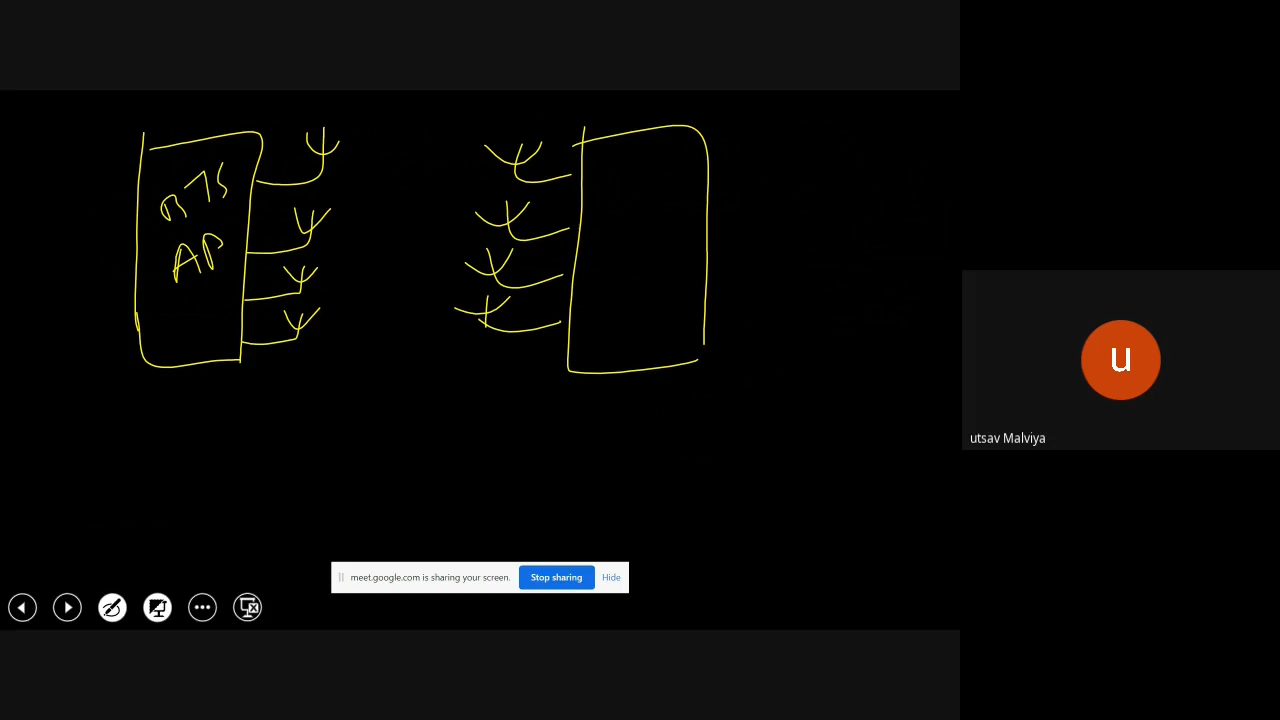 BTS
AP
u
utsav Malviya
meet.google.com is sharing your screen.
Stop sharing
Hide